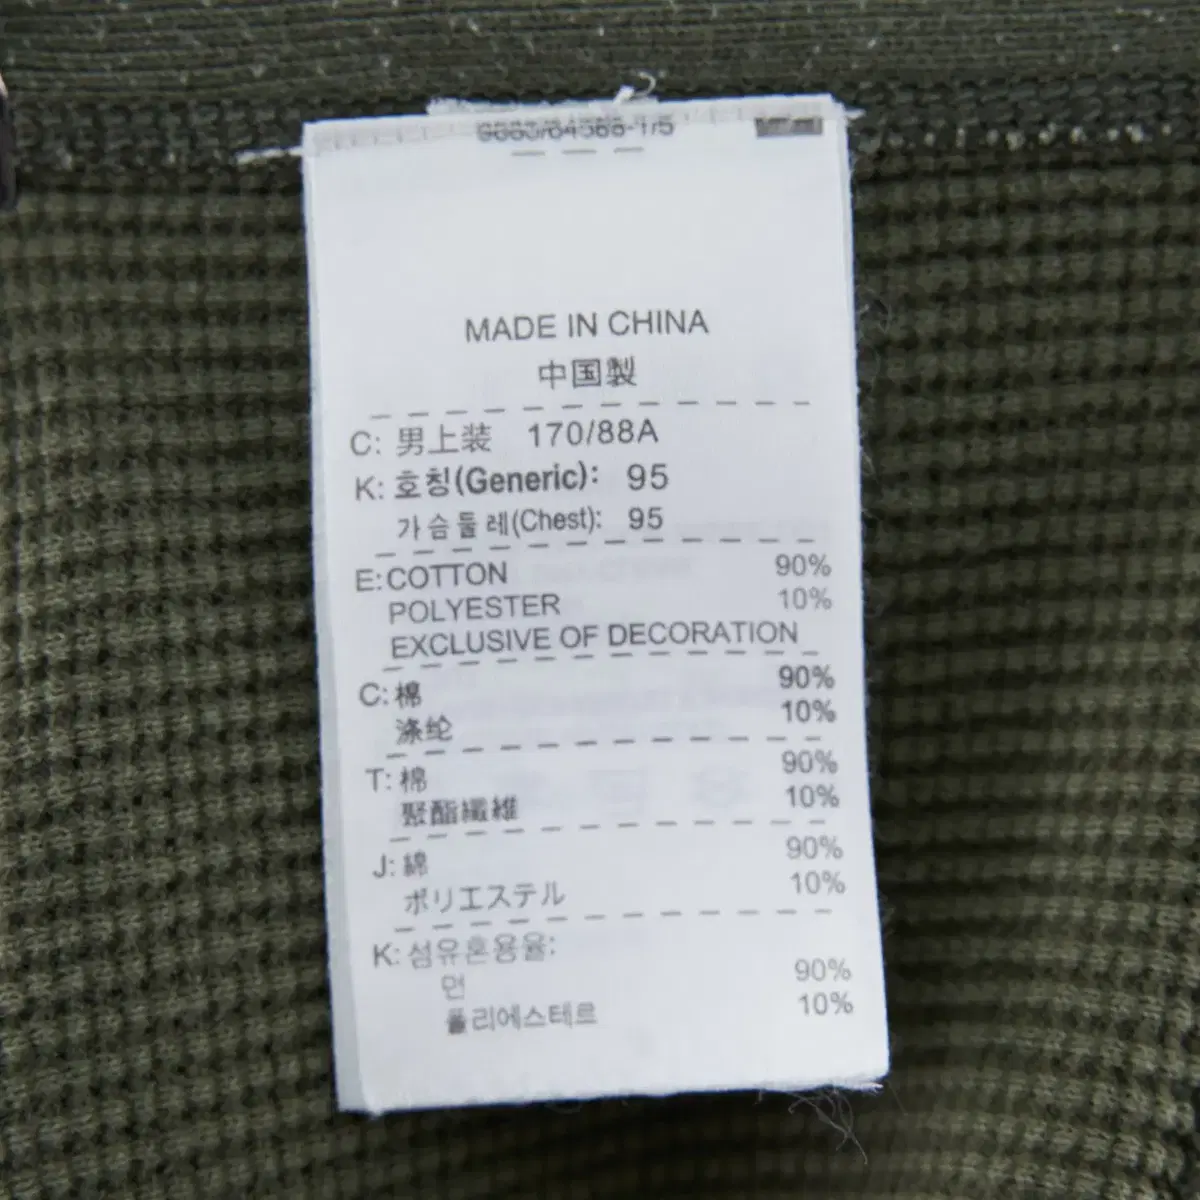 MADE IN CHINA
中国製
C: 男上装 170/88A
K: 호칭(Generic): 95
가슴둘레(Chest): 95
E:COTTON 90%
POLYESTER 10%
EXCLUSIVE OF DECORATION
C: 棉 90%
涤纶 10%
T: 棉 90%
聚酯纖維 10%
J: 綿 90%
ポリエステル 10%
K: 섬유혼용율:
면 90%
폴리에스테르 10%